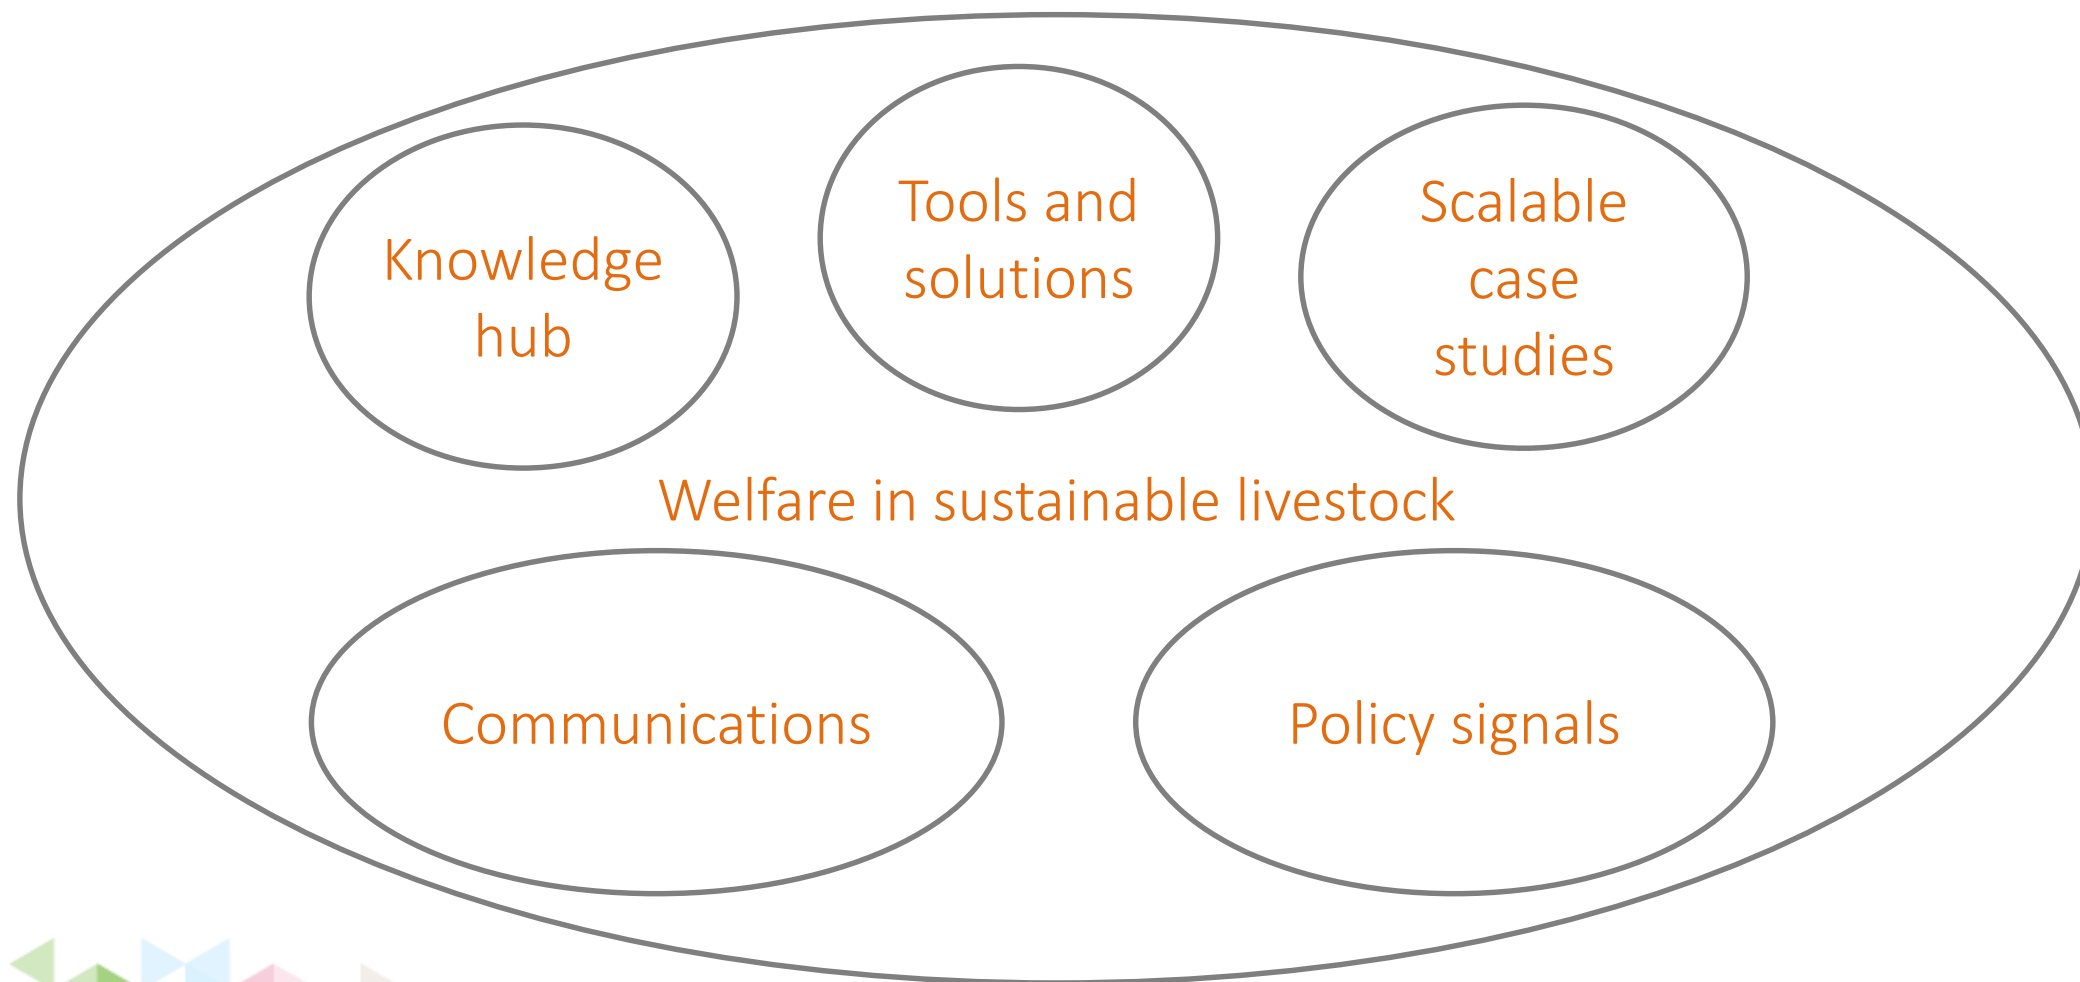 Knowledge
hub
Tools and
solutions
Scalable
case
studies
Welfare in sustainable livestock
Communications
Policy signals